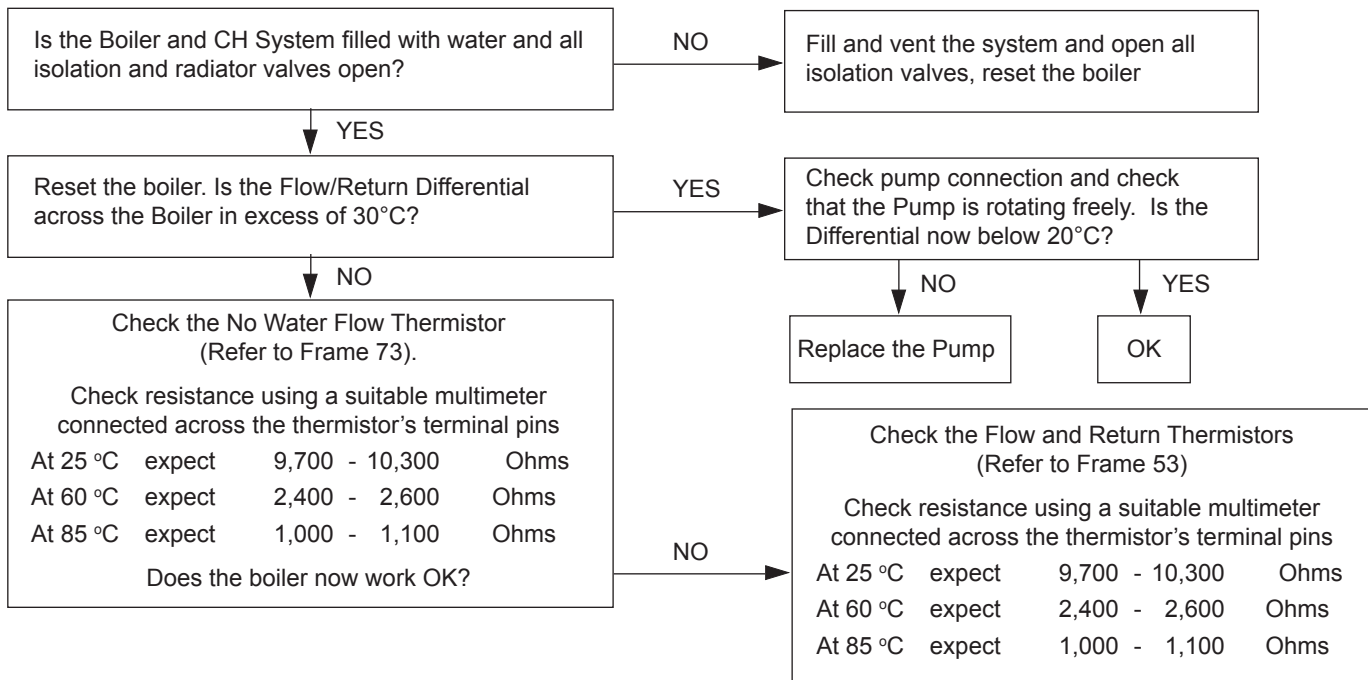 Is the Boiler and CH System filled with water and all
isolation and radiator valves open?
NO
Fill and vent the system and open all
isolation valves, reset the boiler
YES
Reset the boiler. Is the Flow/Return Differential
across the Boiler in excess of 30°C?
YES
Check pump connection and check
that the Pump is rotating freely. Is the
Differential now below 20°C?
NO
NO
YES
Replace the Pump
OK
Check the No Water Flow Thermistor
(Refer to Frame 73).
Check resistance using a suitable multimeter
connected across the thermistor's terminal pins
At 25 °C expect 9,700 - 10,300 Ohms
At 60 °C expect 2,400 - 2,600 Ohms
At 85 °C expect 1,000 - 1,100 Ohms
Does the boiler now work OK?
NO
Check the Flow and Return Thermistors
(Refer to Frame 53)
Check resistance using a suitable multimeter
connected across the thermistor's terminal pins
At 25 °C expect 9,700 - 10,300 Ohms
At 60 °C expect 2,400 - 2,600 Ohms
At 85 °C expect 1,000 - 1,100 Ohms